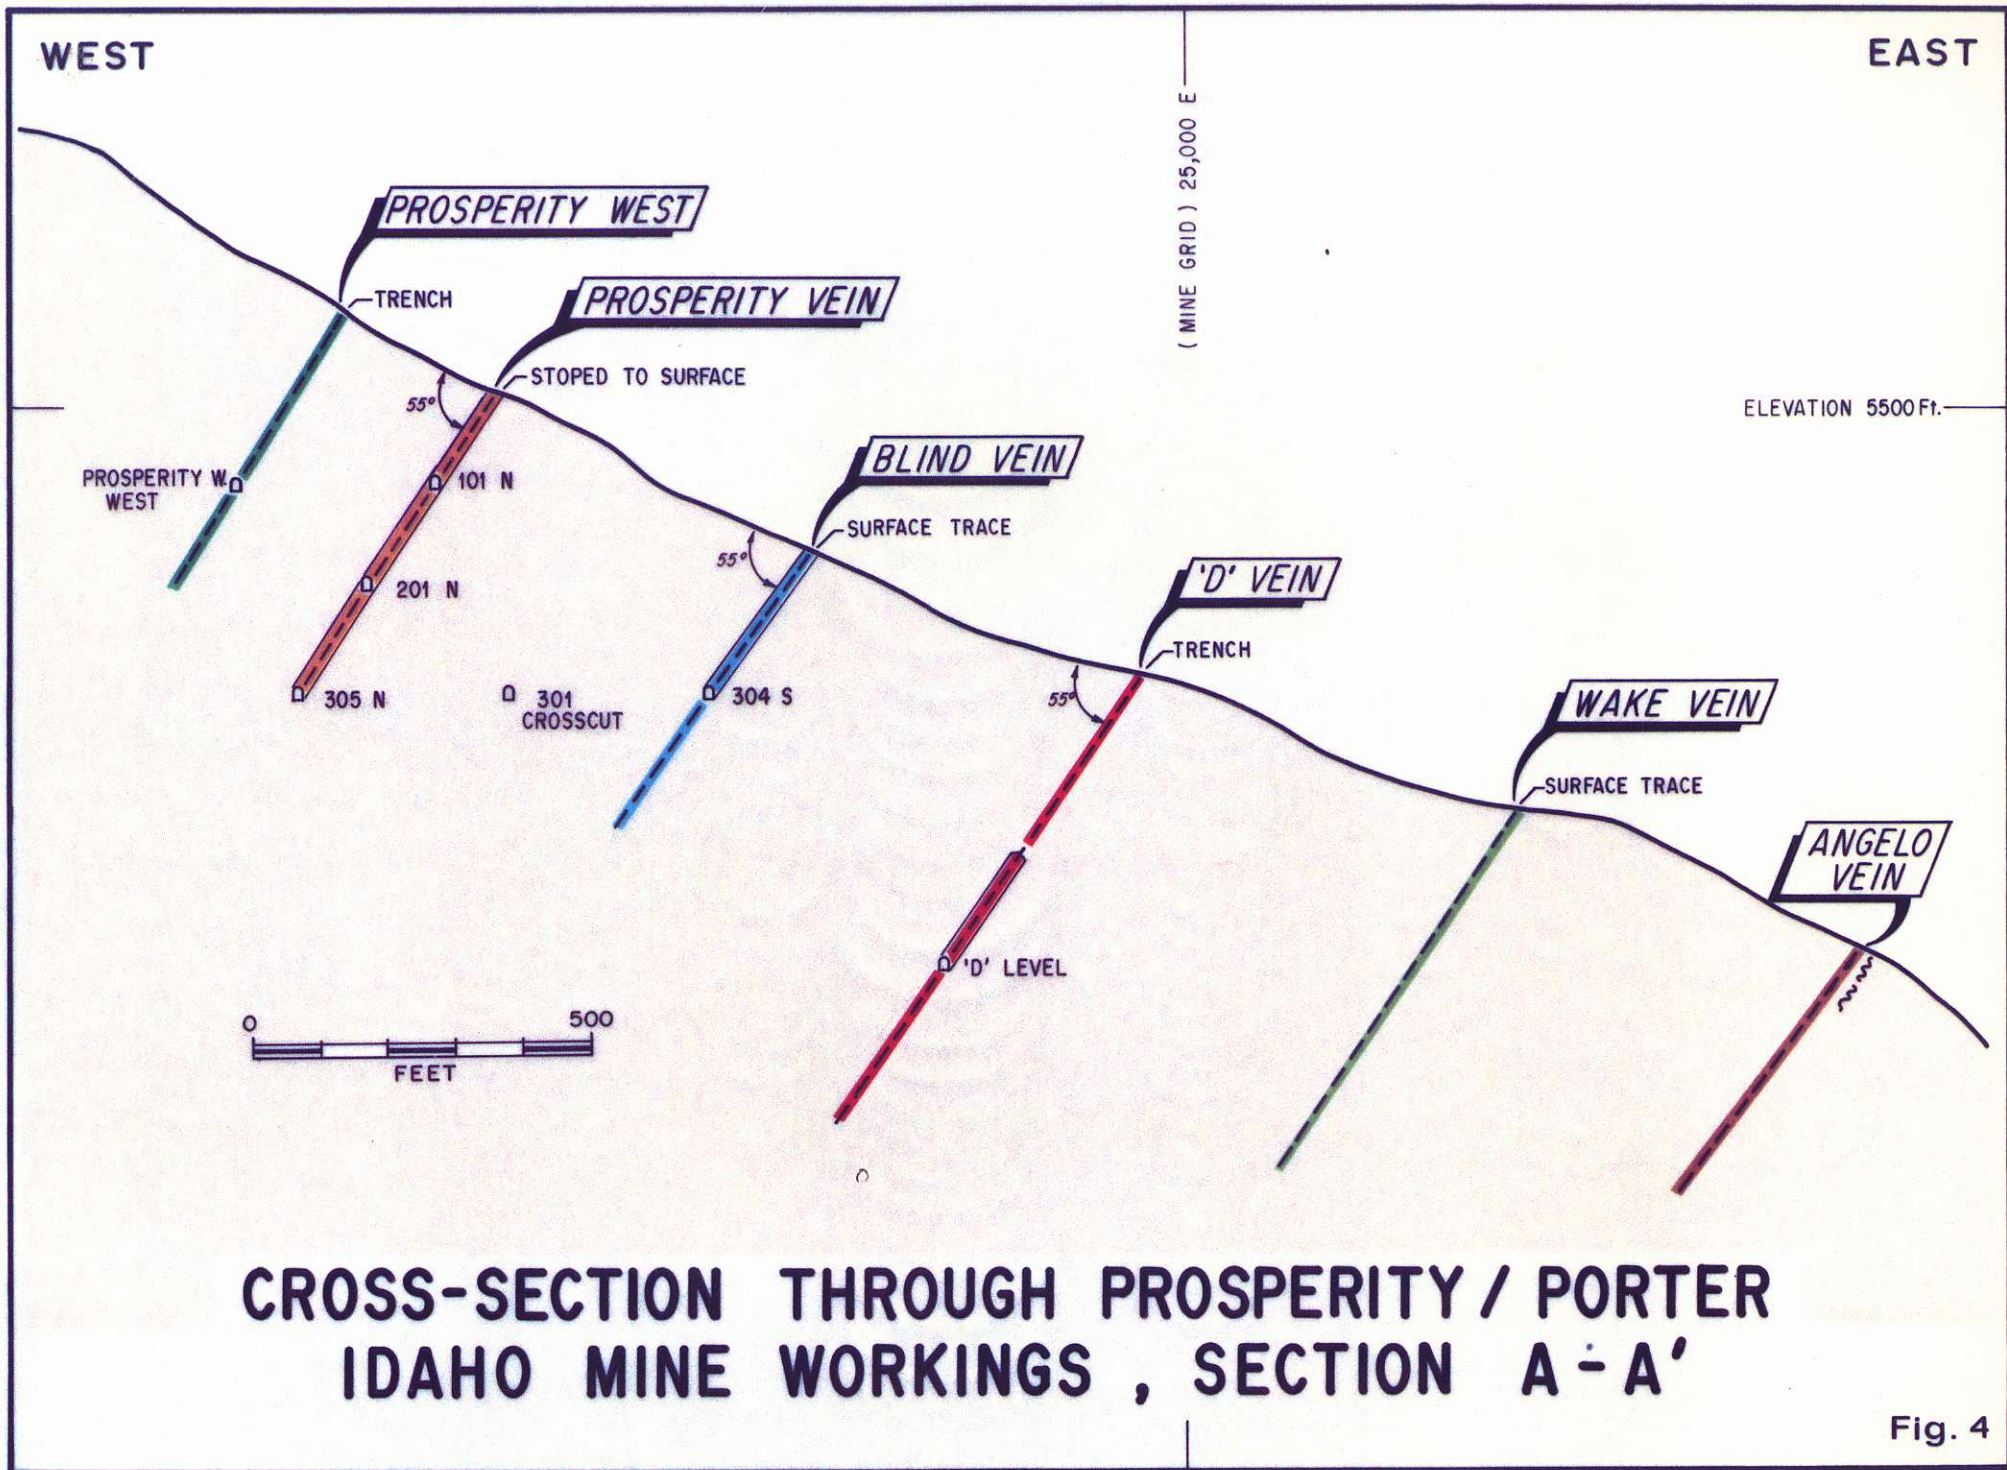 WEST
EAST
(MINE GRID) 25,000 E
PROSPERITY WEST
TRENCH
PROSPERITY VEIN
STOPED TO SURFACE
55°
ELEVATION 5500 Ft.
BLIND VEIN
PROSPERITY W.
WEST
101 N
SURFACE TRACE
55°
'D' VEIN
201 N
TRENCH
305 N
301
CROSSCUT
304 S
55°
WAKE VEIN
SURFACE TRACE
ANGELO
VEIN
'D' LEVEL
0 500
FEET
CROSS-SECTION THROUGH PROSPERITY / PORTER
IDAHO MINE WORKINGS , SECTION A - A'
Fig. 4